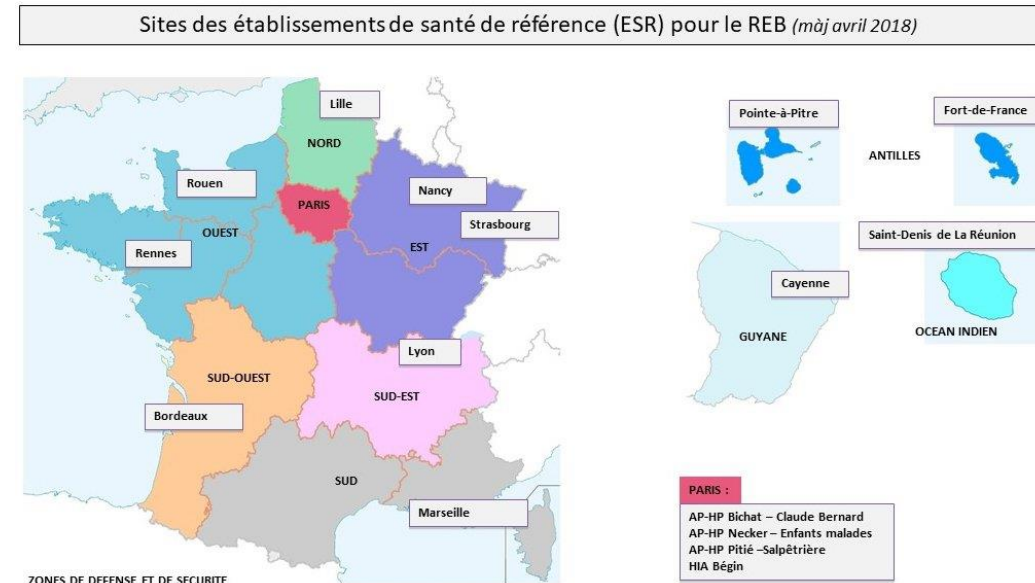 Sites des établissements de santé de référence (ESR) pour le REB (màj avril 2018)
Lille
NORD
Pointe-à-Pitre
Fort-de-France
ANTILLES
Rouen
PARIS
Nancy
Strasbourg
OUEST
EST
Rennes
Saint-Denis de La Réunion
Cayenne
OCEAN INDIEN
GUYANE
Lyon
SUD-OUEST
SUD-EST
Bordeaux
SUD
Marseille
PARIS :
AP-HP Bichat – Claude Bernard
AP-HP Necker – Enfants malades
AP-HP Pitié –Salpêtrière
HIA Bégin
ZONES DE DEFENSE ET DE SECURITE